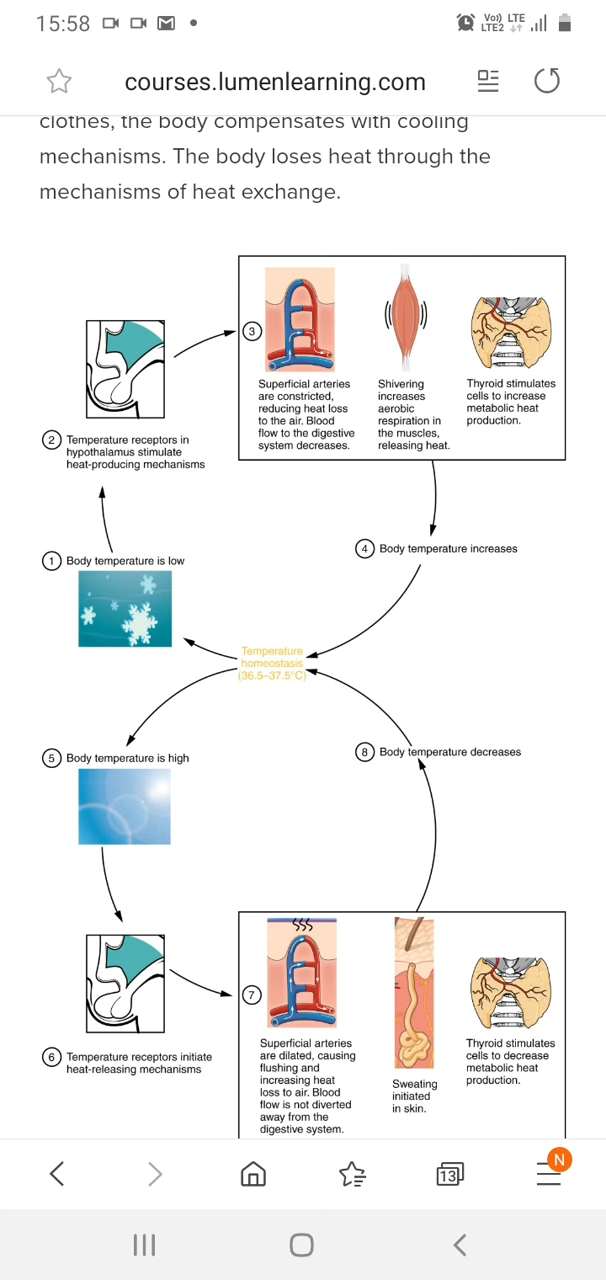 15:58
Vo)) LTE
LTE2
courses.lumenlearning.com
clothes, the body compensates with cooling
mechanisms. The body loses heat through the
mechanisms of heat exchange.
3
Superficial arteries
are constricted,
reducing heat loss
to the air. Blood
flow to the digestive
system decreases.
Shivering
increases
aerobic
respiration in
the muscles,
releasing heat.
Thyroid stimulates
cells to increase
metabolic heat
production.
2 Temperature receptors in
hypothalamus stimulate
heat-producing mechanisms
1 Body temperature is low
4 Body temperature increases
Temperature
homeostasis
(36.5–37.5°C)
5 Body temperature is high
8 Body temperature decreases
7
6 Temperature receptors initiate
heat-releasing mechanisms
Superficial arteries
are dilated, causing
flushing and
increasing heat
loss to air. Blood
flow is not diverted
away from the
digestive system.
Sweating
initiated
in skin.
Thyroid stimulates
cells to decrease
metabolic heat
production.
13
N